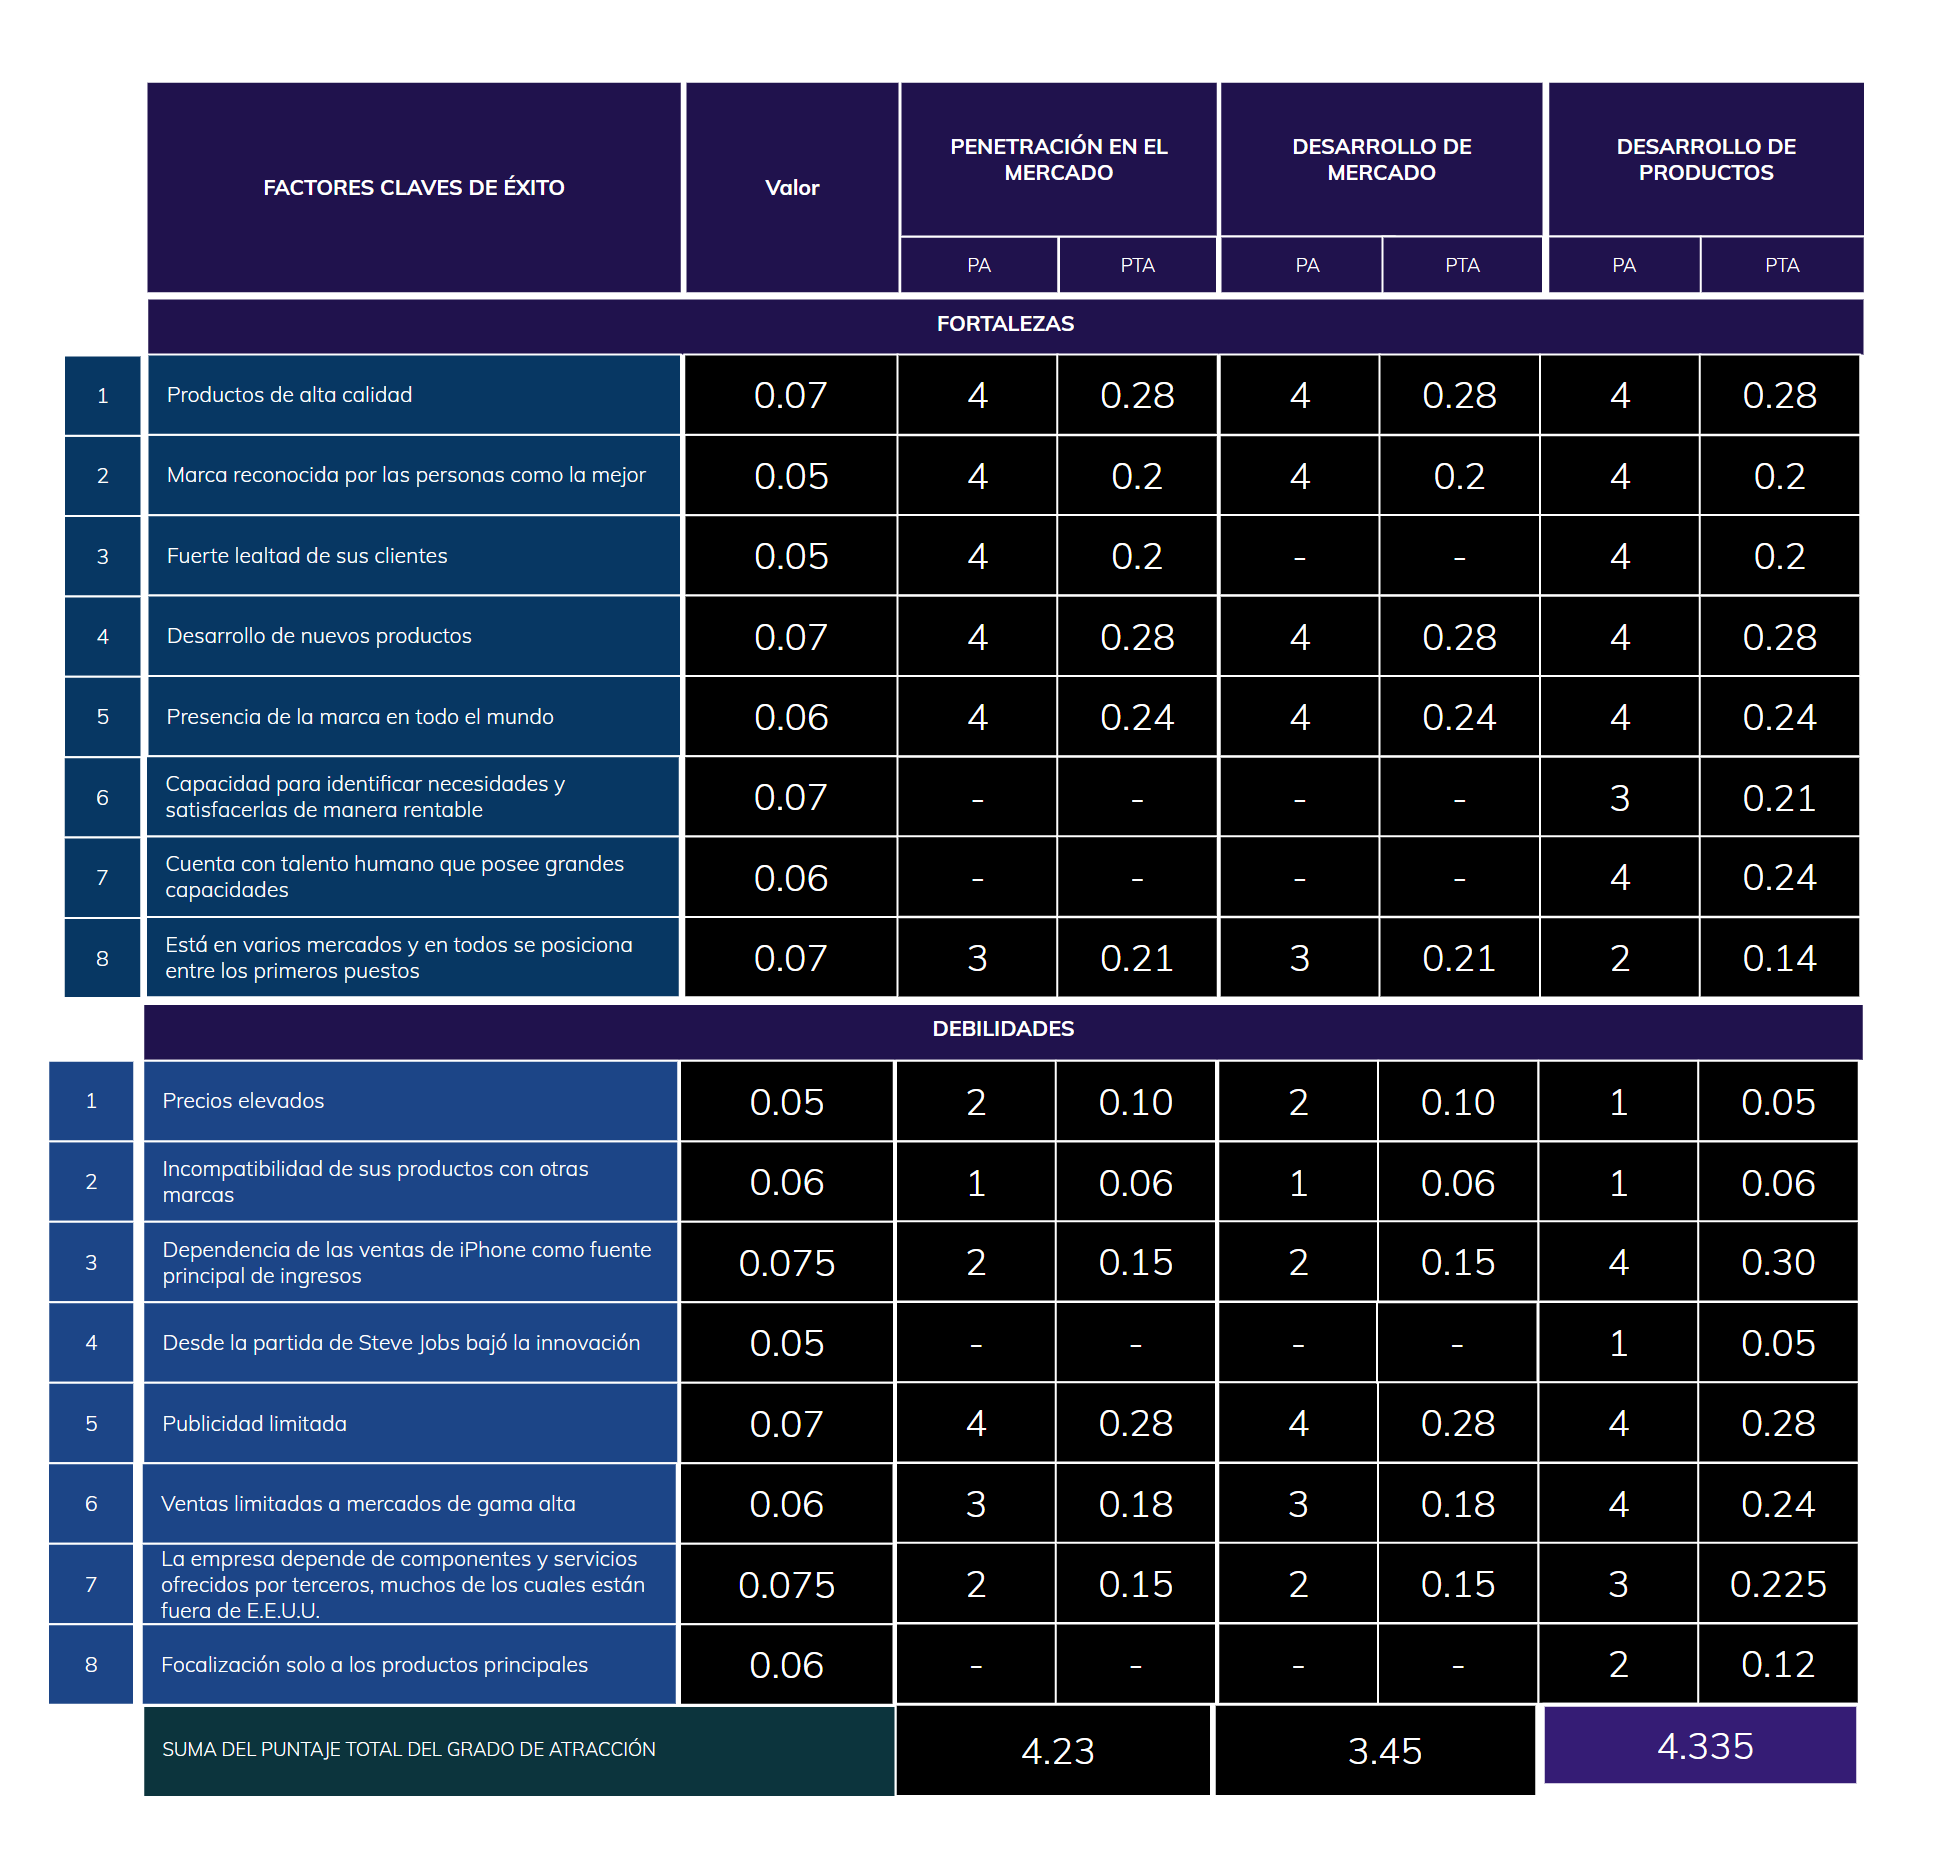 FACTORES CLAVES DE ÉXITO
Valor
PENETRACIÓN EN EL
MERCADO
DESARROLLO DE
MERCADO
DESARROLLO DE
PRODUCTOS
PA PTA PA PTA PA PTA
FORTALEZAS
1 Productos de alta calidad 0.07 4 0.28 4 0.28 4 0.28
2 Marca reconocida por las personas como la mejor 0.05 4 0.2 4 0.2 4 0.2
3 Fuerte lealtad de sus clientes 0.05 4 0.2 - - 4 0.2
4 Desarrollo de nuevos productos 0.07 4 0.28 4 0.28 4 0.28
5 Presencia de la marca en todo el mundo 0.06 4 0.24 4 0.24 4 0.24
6 Capacidad para identificar necesidades y
satisfacerlas de manera rentable 0.07 - - - - 3 0.21
7 Cuenta con talento humano que posee grandes
capacidades 0.06 - - - - 4 0.24
8 Está en varios mercados y en todos se posiciona
entre los primeros puestos 0.07 3 0.21 3 0.21 2 0.14
DEBILIDADES
1 Precios elevados 0.05 2 0.10 2 0.10 1 0.05
2 Incompatibilidad de sus productos con otras
marcas 0.06 1 0.06 1 0.06 1 0.06
3 Dependencia de las ventas de iPhone como fuente
principal de ingresos 0.075 2 0.15 2 0.15 4 0.30
4 Desde la partida de Steve Jobs bajó la innovación 0.05 - - - - 1 0.05
5 Publicidad limitada 0.07 4 0.28 4 0.28 4 0.28
6 Ventas limitadas a mercados de gama alta 0.06 3 0.18 3 0.18 4 0.24
7 La empresa depende de componentes y servicios
ofrecidos por terceros, muchos de los cuales están
fuera de E.E.U.U. 0.075 2 0.15 2 0.15 3 0.225
8 Focalización solo a los productos principales 0.06 - - - - 2 0.12
SUMA DEL PUNTAJE TOTAL DEL GRADO DE ATRACCIÓN 4.23 3.45 4.335